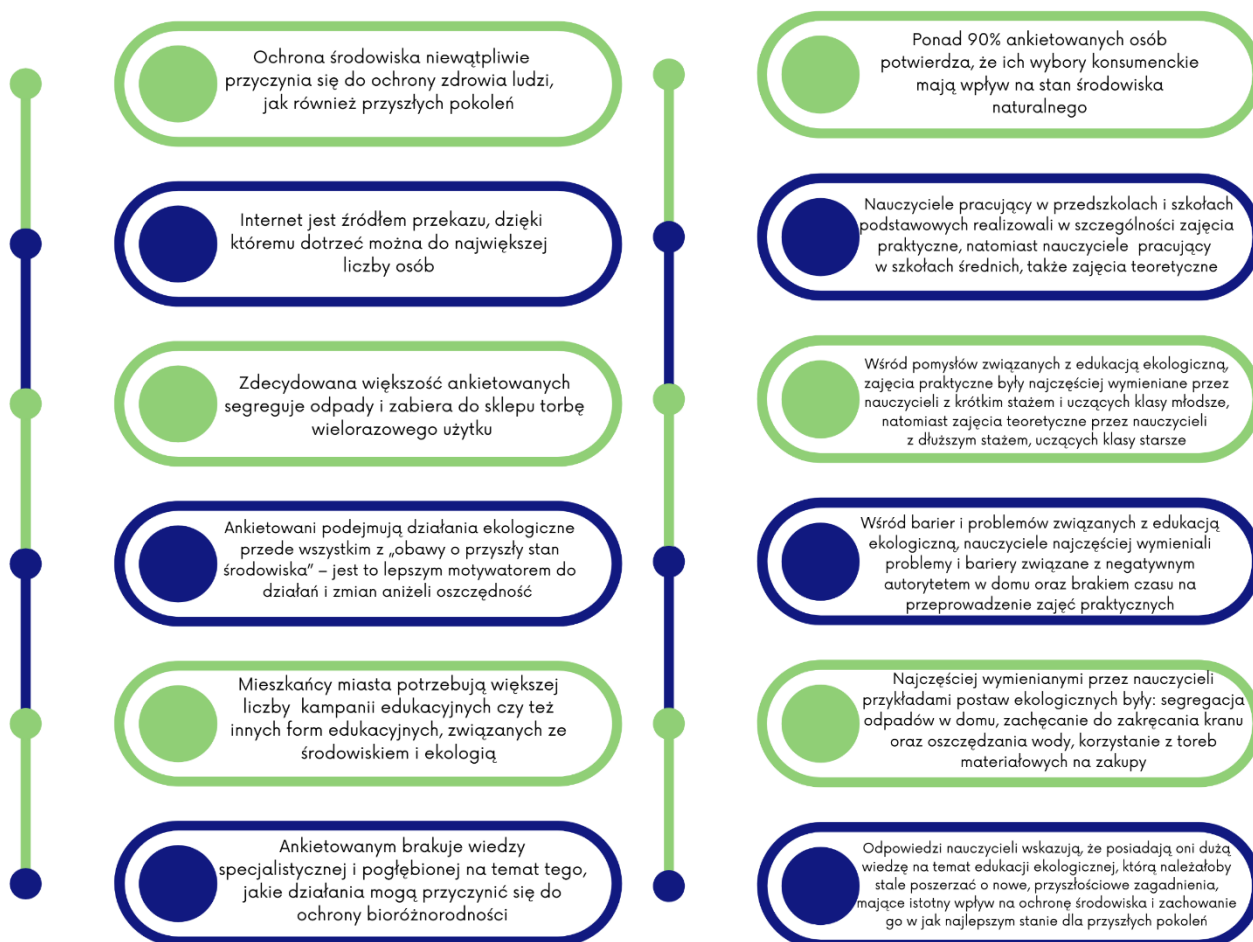 Ochrona środowiska niewątpliwie
przyczynia się do ochrony zdrowia ludzi,
jak również przyszłych pokoleń
Internet jest źródłem przekazu, dzięki
któremu dotrzeć można do największej
liczby osób
Zdecydowana większość ankietowanych
segreguje odpady i zabiera do sklepu torbę
wielorazowego użytku
Ankietowani podejmują działania ekologiczne
przede wszystkim z „obawy o przyszły stan
środowiska” – jest to lepszym motywatorem do
działań i zmian aniżeli oszczędność
Mieszkańcy miasta potrzebują większej
liczby kampanii edukacyjnych czy też
innych form edukacyjnych, związanych ze
środowiskiem i ekologią
Ankietowanym brakuje wiedzy
specjalistycznej i pogłębionej na temat tego,
jakie działania mogą przyczynić się do
ochrony bioróżnorodności
Ponad 90% ankietowanych osób
potwierdza, że ich wybory konsumenckie
mają wpływ na stan środowiska
naturalnego
Nauczyciele pracujący w przedszkolach i szkołach
podstawowych realizowali w szczególności zajęcia
praktyczne, natomiast nauczyciele pracujący
w szkołach średnich, także zajęcia teoretyczne
Wśród pomysłów związanych z edukacją ekologiczną,
zajęcia praktyczne były najczęściej wymieniane przez
nauczycieli z krótkim stażem i uczących klasy młodsze,
natomiast zajęcia teoretyczne przez nauczycieli
z dłuższym stażem, uczących klasy starsze
Wśród barier i problemów związanych z edukacją
ekologiczną, nauczyciele najczęściej wymieniali
problemy i bariery związane z negatywnym
autorytetem w domu oraz brakiem czasu na
przeprowadzenie zajęć praktycznych
Najczęściej wymienianymi przez nauczycieli
przykładami postaw ekologicznych były: segregacja
odpadów w domu, zachęcanie do zakręcania kranu
oraz oszczędzania wody, korzystanie z toreb
materiałowych na zakupy
Odpowiedzi nauczycieli wskazują, że posiadają oni dużą
wiedzę na temat edukacji ekologicznej, którą należałoby
stale poszerzać o nowe, przyszłościowe zagadnienia,
mające istotny wpływ na ochronę środowiska i zachowanie
go w jak najlepszym stanie dla przyszłych pokoleń